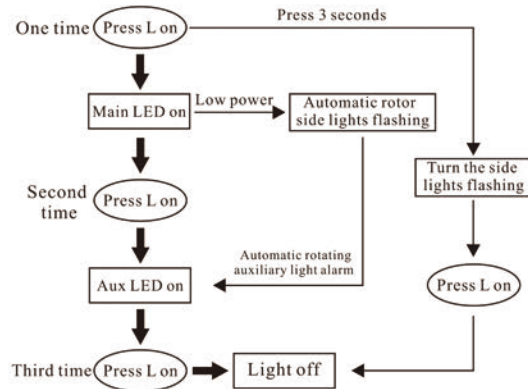 One time
Press L on
Press 3 seconds
Main LED on
Low power
Automatic rotor
side lights flashing
Turn the side
lights flashing
Second
time
Press L on
Automatic rotating
auxiliary light alarm
Aux LED on
Press L on
Third time
Press L on
Light off